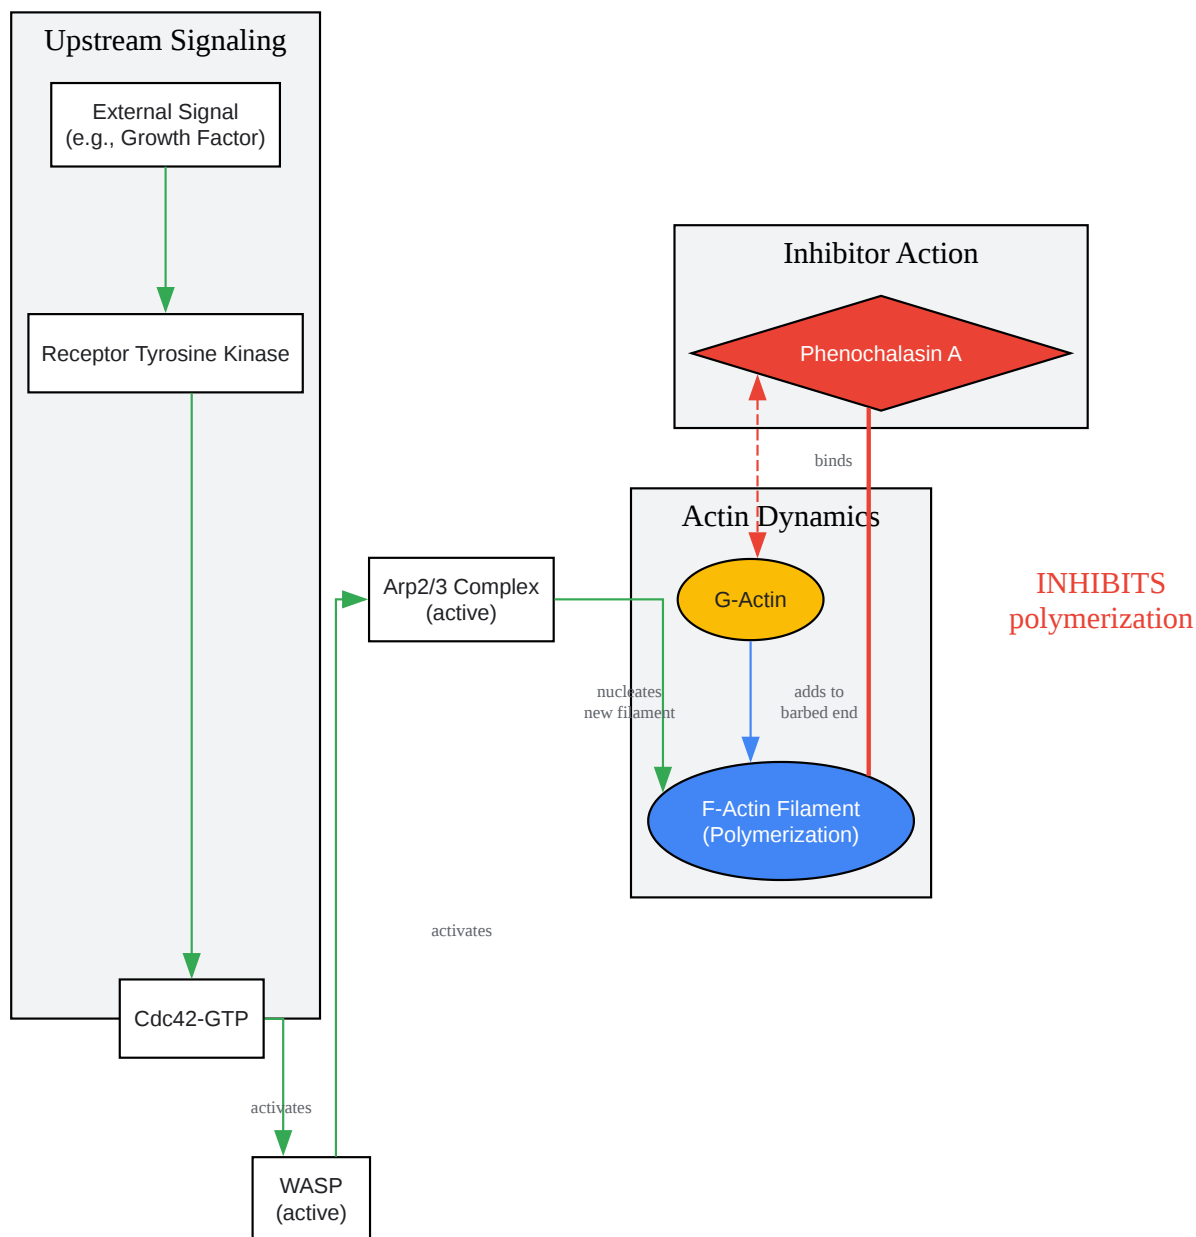 Upstream Signaling
External Signal
(e.g., Growth Factor)
Receptor Tyrosine Kinase
Inhibitor Action
Phenochalasin A
binds
Actin Dynamics
G-Actin
INHIBITS
polymerization
Arp2/3 Complex
(active)
nucleates
new filament
adds to
barbed end
F-Actin Filament
(Polymerization)
activates
Cdc42-GTP
activates
WASP
(active)